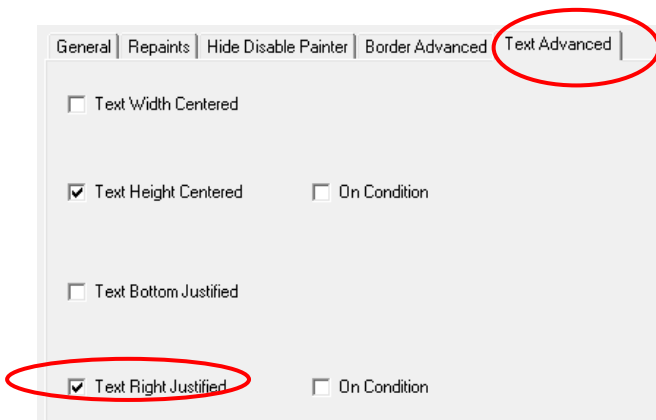 General Repaints Hide Disable Painter Border Advanced Text Advanced
Text Width Centered
Text Height Centered On Condition
Text Bottom Justified
Text Right Justified On Condition